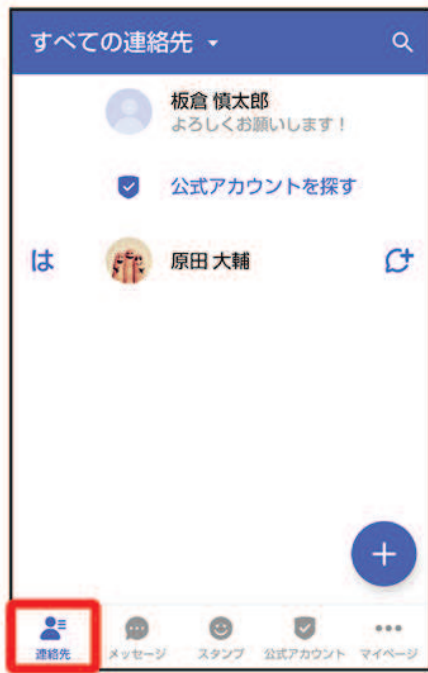 すべての連絡先
板倉 慎太郎
よろしくお願いします！
公式アカウントを探す
は
原田 大輔
連絡先
メッセージ
スタンプ
公式アカウント
マイページ